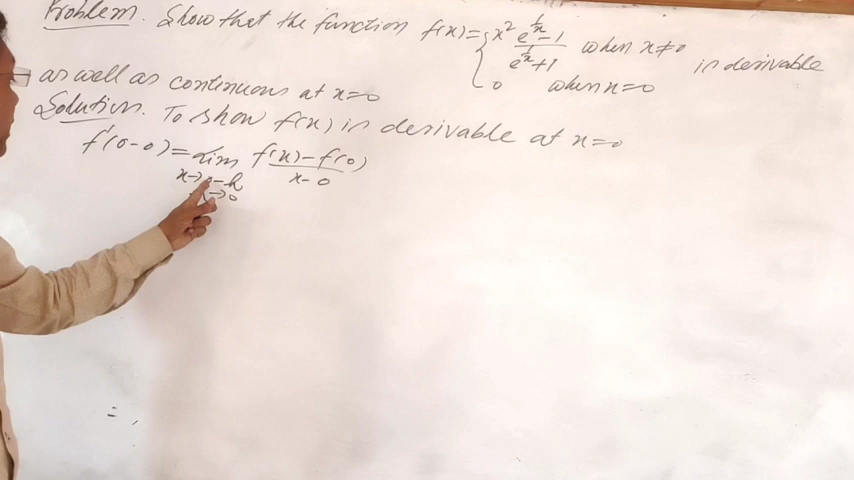 Problem. Show that the function f(x) = { x² (e^{1/x} - 1)/(e^{1/x} + 1) when x ≠ 0
0 when x = 0
is derivable
as well as continuous at x = 0
Solution. To show f(x) is derivable at x = 0
f'(0-0) = Lim f(x) - f(0)
x→0-h x - 0
h→0
= ,